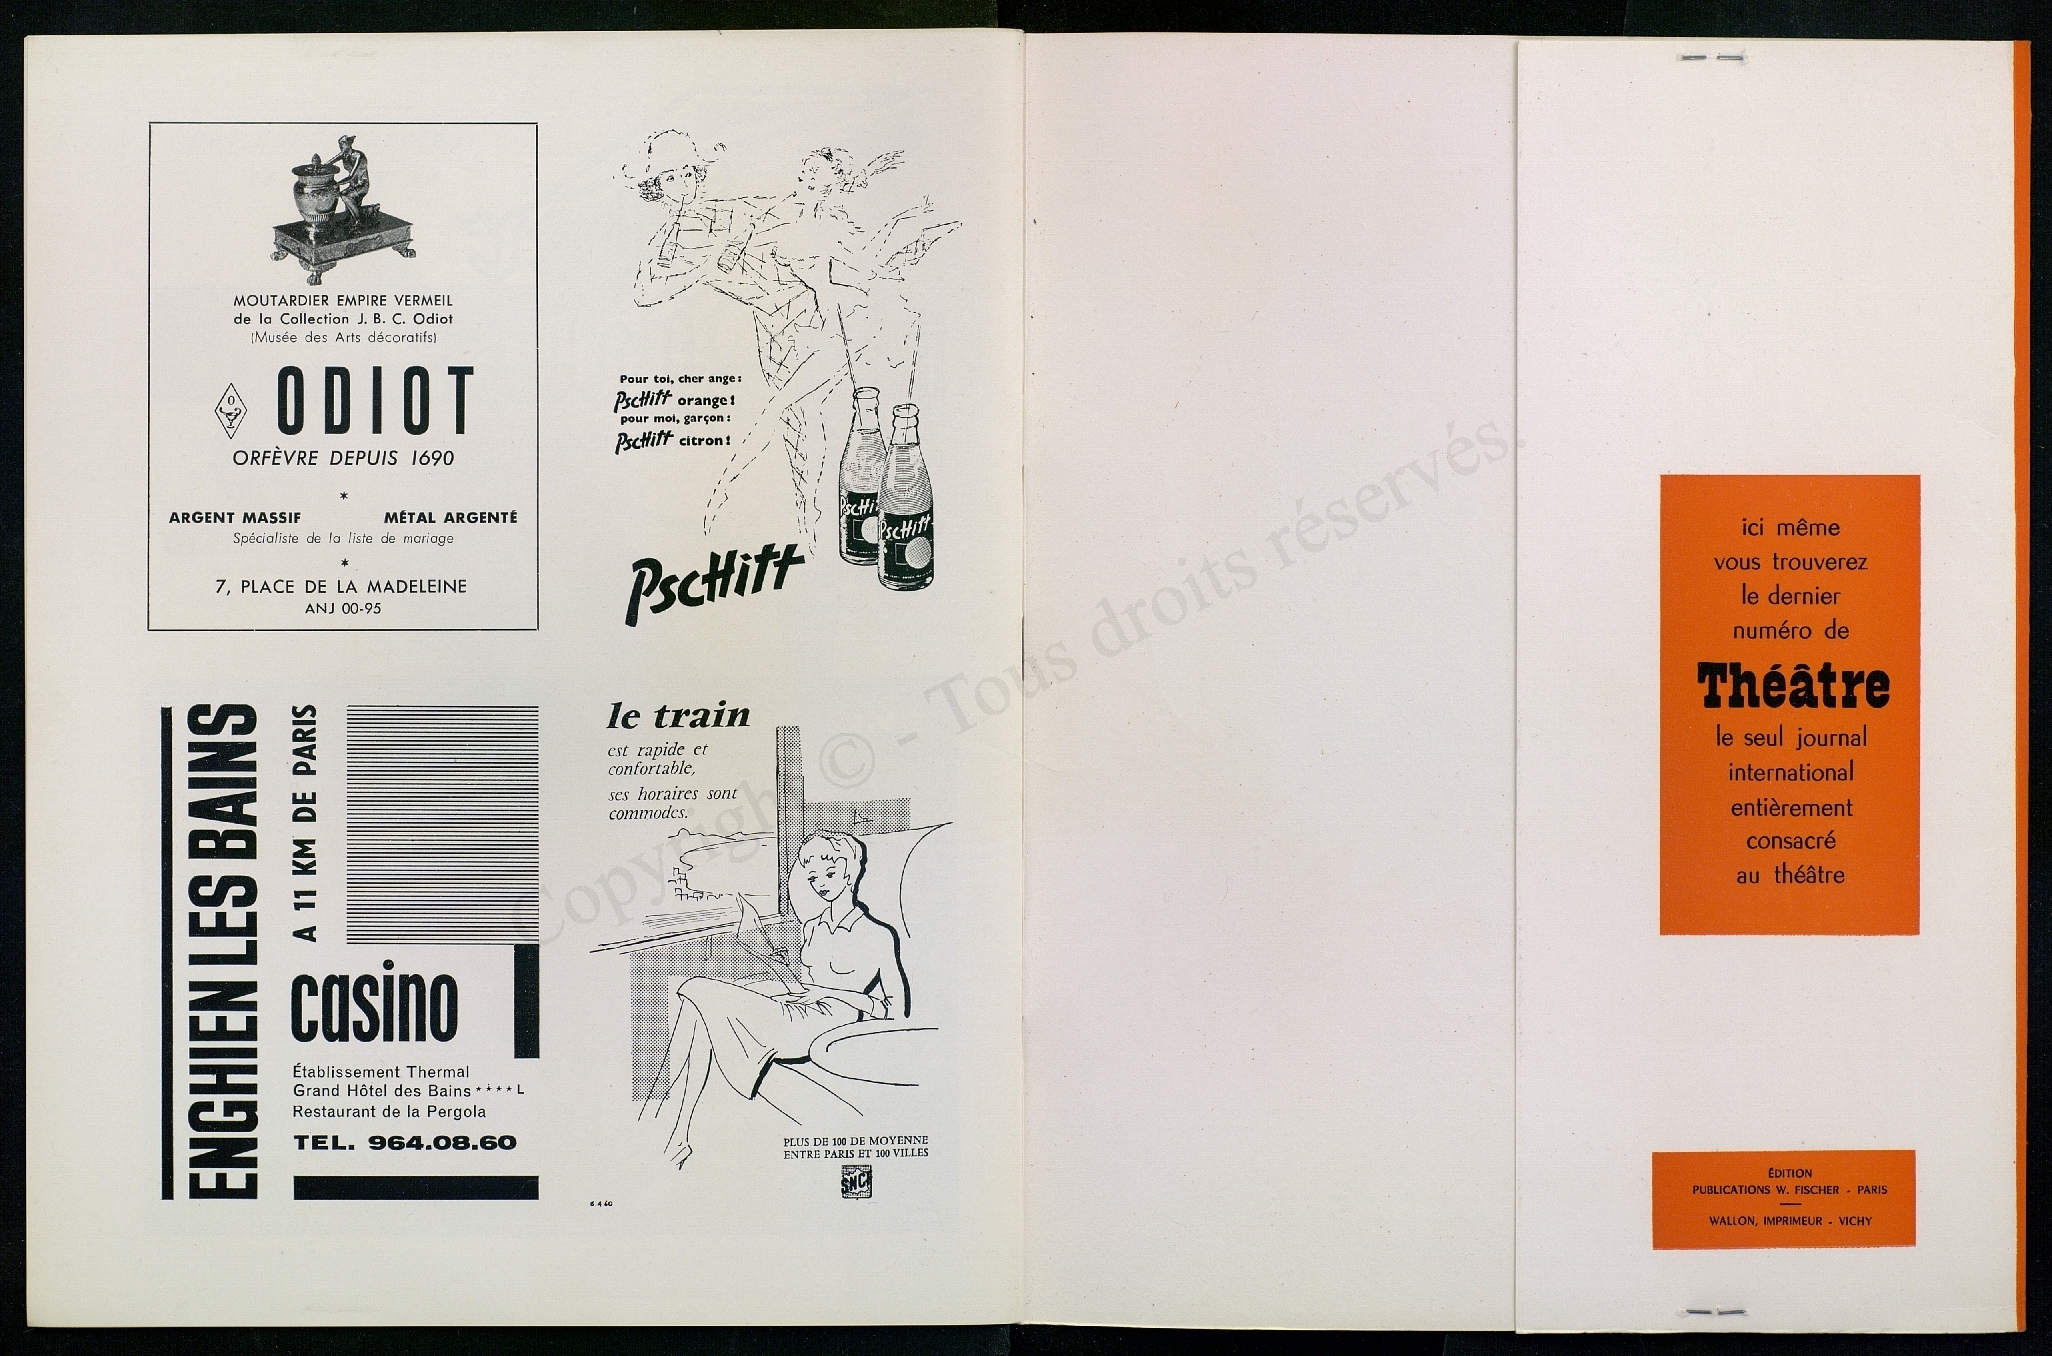 MOUTARDIER EMPIRE VERMEIL
de la Collection J. B. C. Odiot
(Musée des Arts décoratifs)
O
ODIOT
ORFÈVRE DEPUIS 1690
ARGENT MASSIF MÉTAL ARGENTÉ
Spécialiste de la liste de mariage
7, PLACE DE LA MADELEINE
ANJ 00-95
Pour toi, cher ange :
Pschitt orange !
pour moi, garçon :
Pschitt citron !
Pschitt
Pschitt
Pschitt
ENGHIEN LES BAINS
A 11 KM DE PARIS
casino
Établissement Thermal
Grand Hôtel des Bains ★★★★ L
Restaurant de la Pergola
TEL. 964.08.60
le train
est rapide et
confortable,
ses horaires sont
commodes.
PLUS DE 100 DE MOYENNE
ENTRE PARIS ET 100 VILLES
SNCF
ici même
vous trouverez
le dernier
numéro de
Théâtre
le seul journal
international
entièrement
consacré
au théâtre
ÉDITION
PUBLICATIONS W. FISCHER - PARIS
WALLON, IMPRIMEUR - VICHY
Copyright © - Tous droits réservés.